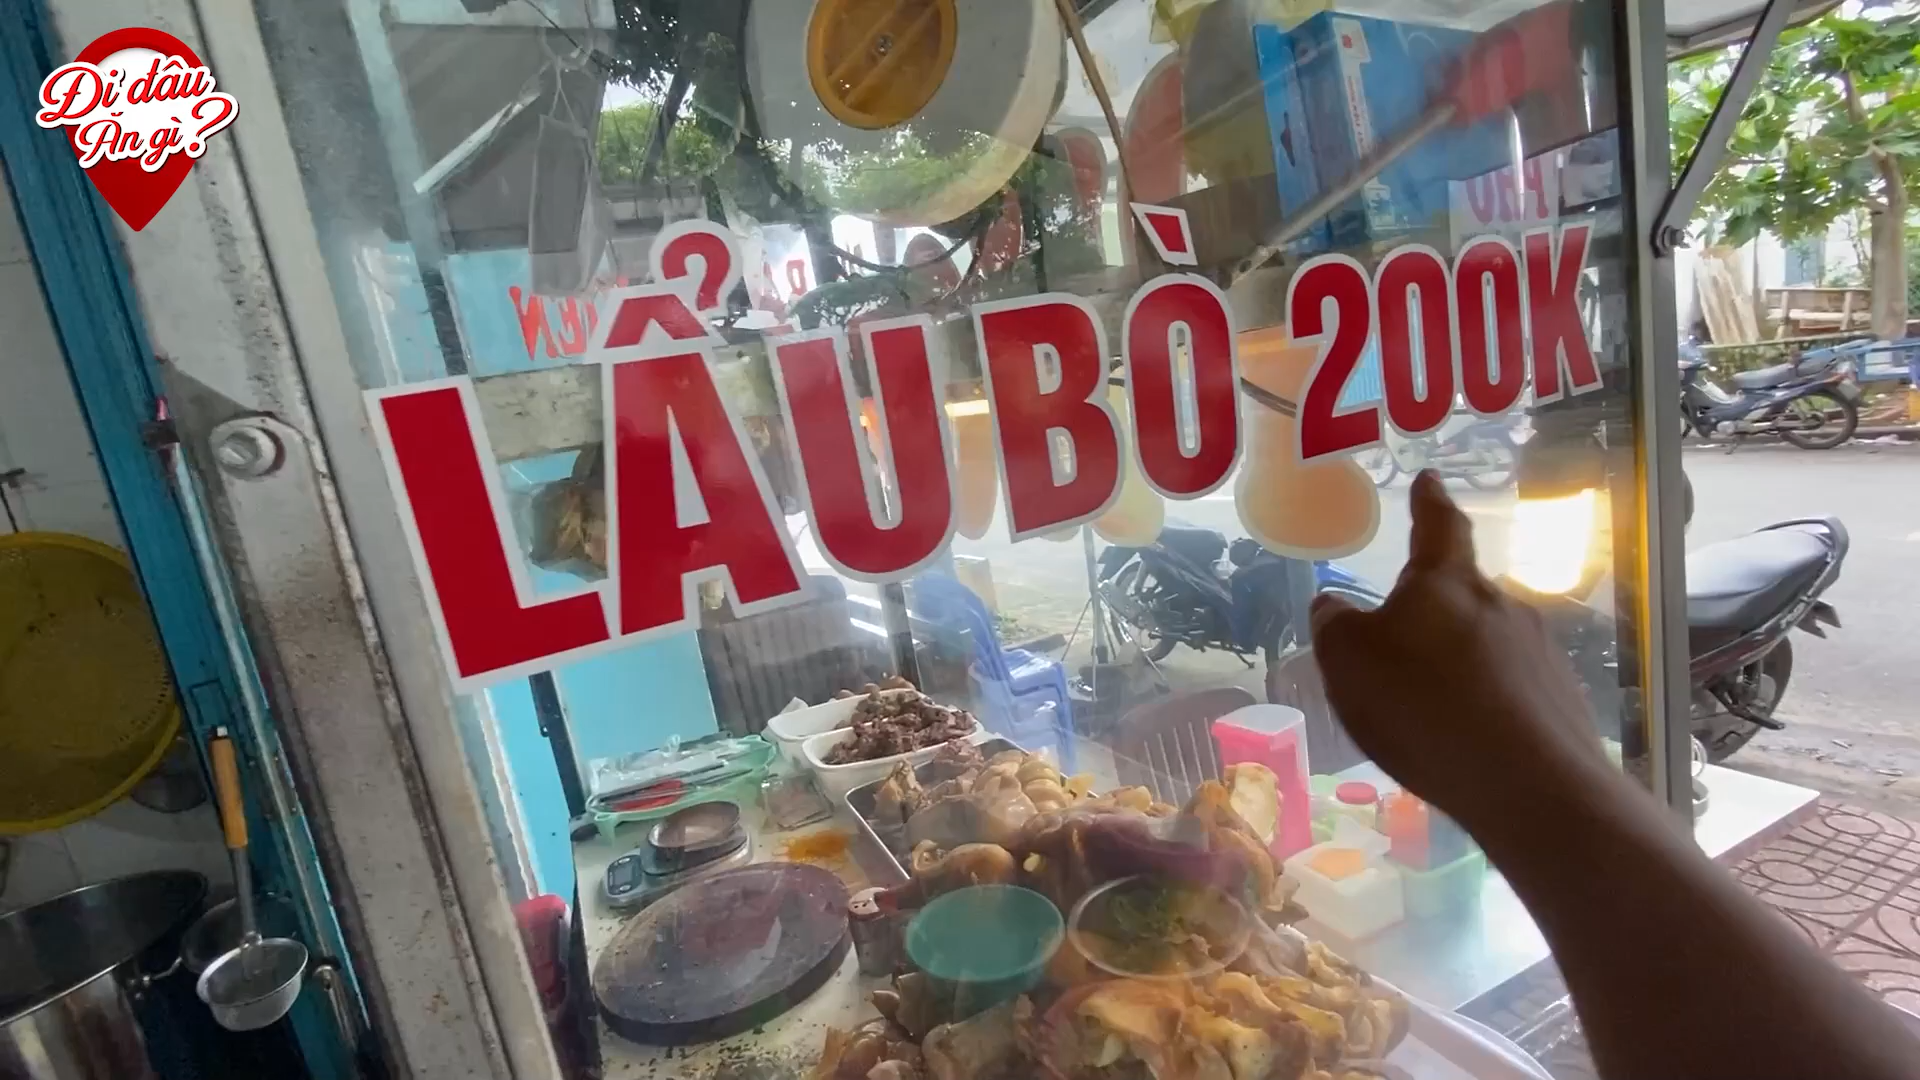 Đi đâu
Ăn gì?
LẨU BÒ 200K